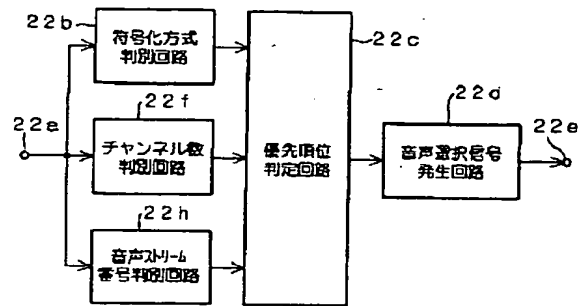 22b
符号化方式
判別回路
22c
22f
22d
22a
チャンネル数
判別回路
優先順位
判定回路
音声選択信号
発生回路
22e
22h
音声ストリーム
番号判別回路